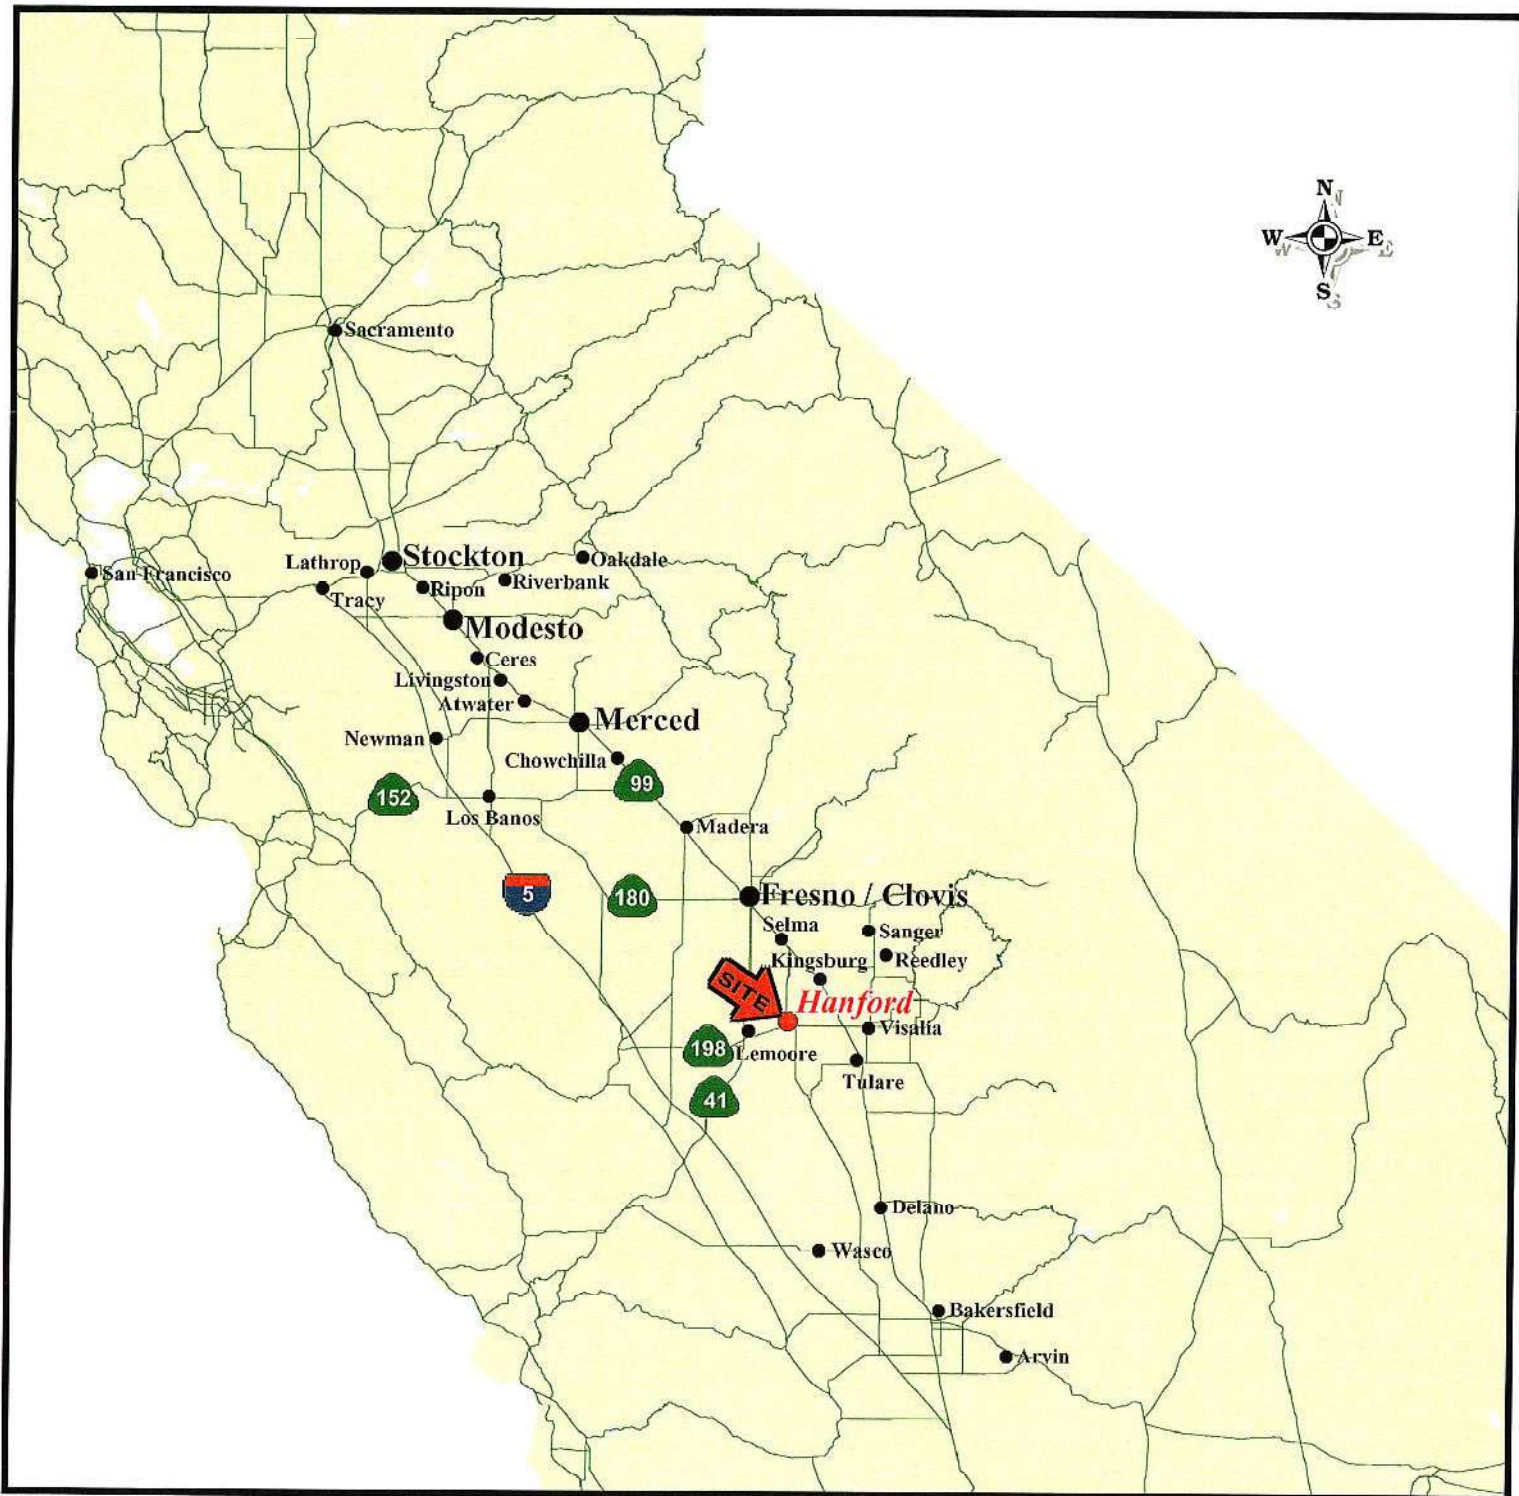 N
W E
S
Sacramento
Stockton
Oakdale
Lathrop
San Francisco
Riverbank
Ripon
Tracy
Modesto
Ceres
Livingston
Atwater
Merced
Newman
Chowchilla
99
152
Los Banos
Madera
5
180
Fresno / Clovis
Selma
Sanger
Kingsburg
Reedley
SITE
Hanford
Visalia
198
Lemoore
Tulare
41
Delano
Wasco
Bakersfield
Arvin